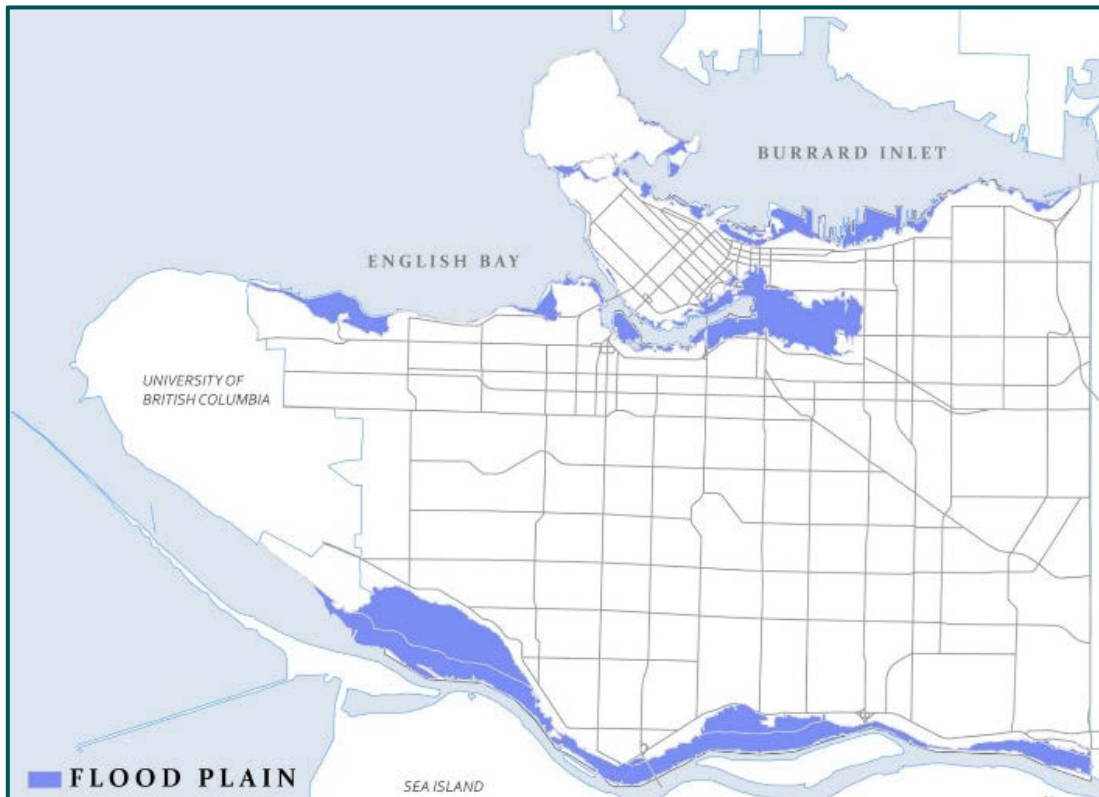 BURRARD INLET
ENGLISH BAY
UNIVERSITY OF
BRITISH COLUMBIA
FLOOD PLAIN
SEA ISLAND